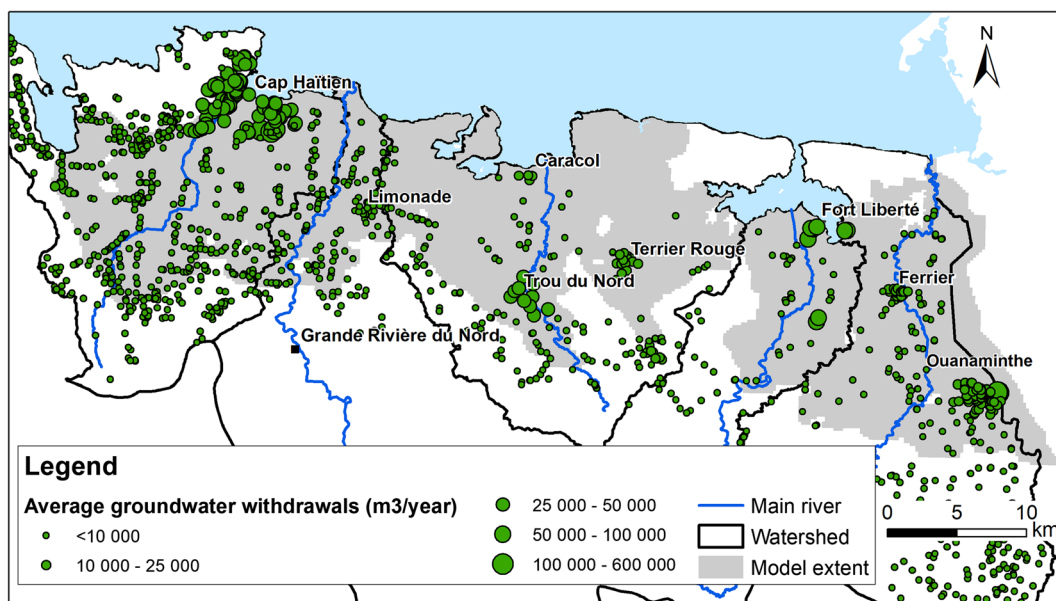 N
Cap Haïtien
Caracol
Limonade
Fort Liberté
Terrier Rouge
Trou du Nord
Ferrier
Grande Rivière du Nord
Ouanaminthe
Legend
Average groundwater withdrawals (m3/year)
<10 000
10 000 - 25 000
25 000 - 50 000
50 000 - 100 000
100 000 - 600 000
Main river
Watershed
Model extent
0 5 10
km